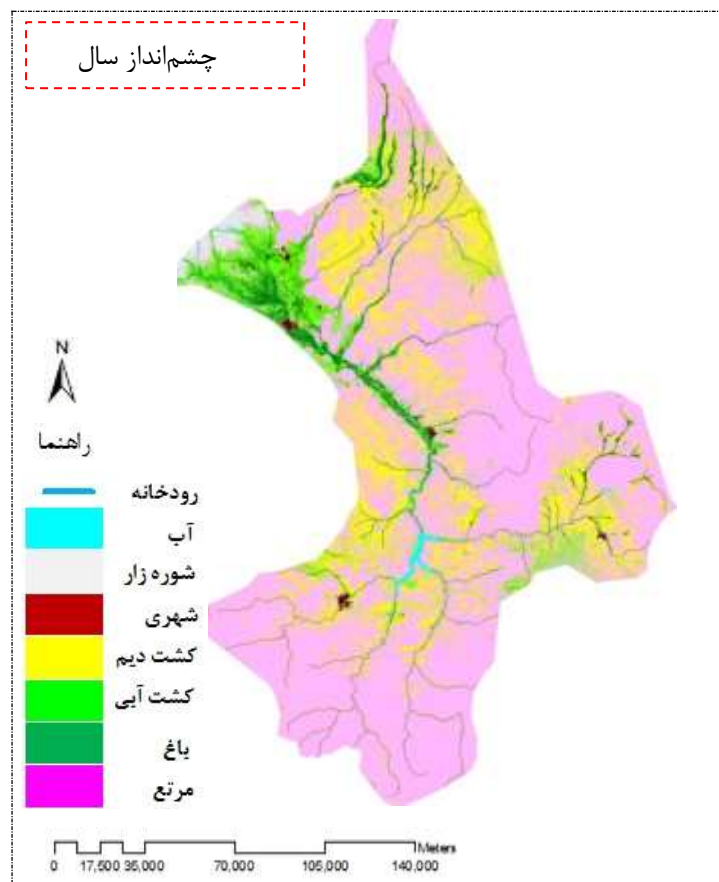 چشم‌انداز سال
N
راهنما
رودخانه
آب
شوره زار
شهری
کشت دیم
کشت آبی
باغ
مرتع
Meters
0 17,500 35,000 70,000 105,000 140,000